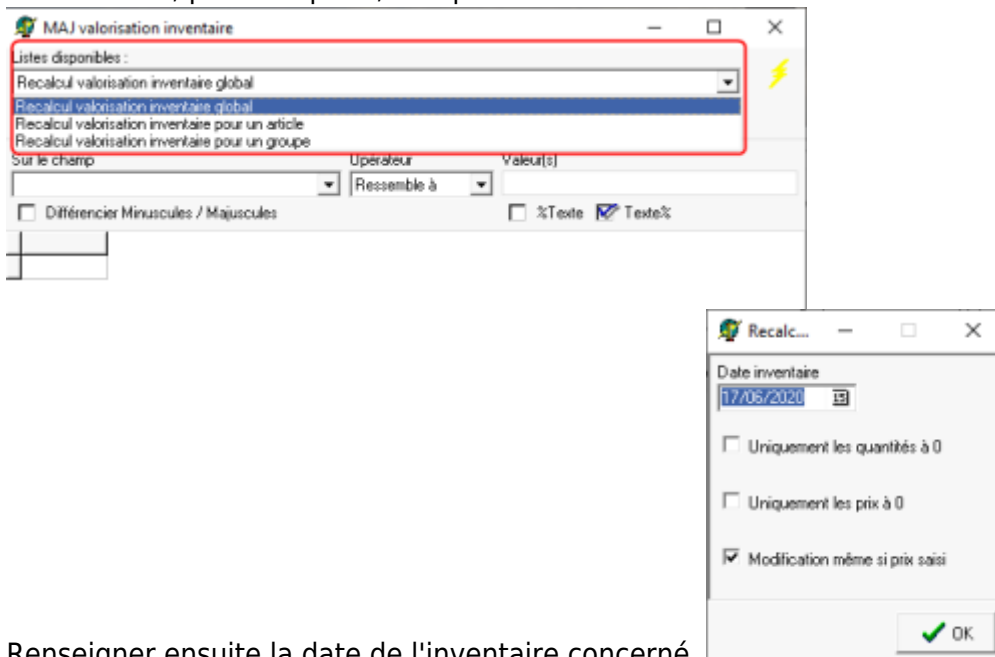 MAJ valorisation inventaire
Listes disponibles :
Recalcul valorisation inventaire global
Recalcul valorisation inventaire global
Recalcul valorisation inventaire pour un article
Recalcul valorisation inventaire pour un groupe
Sur le champ Opérateur Valeur(s)
Ressemble à
Différencier Minuscules / Majuscules %Texte Texte%
Recalc...
Date inventaire
17/06/2020 15
Uniquement les quantités à 0
Uniquement les prix à 0
Modification même si prix saisi
OK
Renseigner ensuite la date de l'inventaire concerné